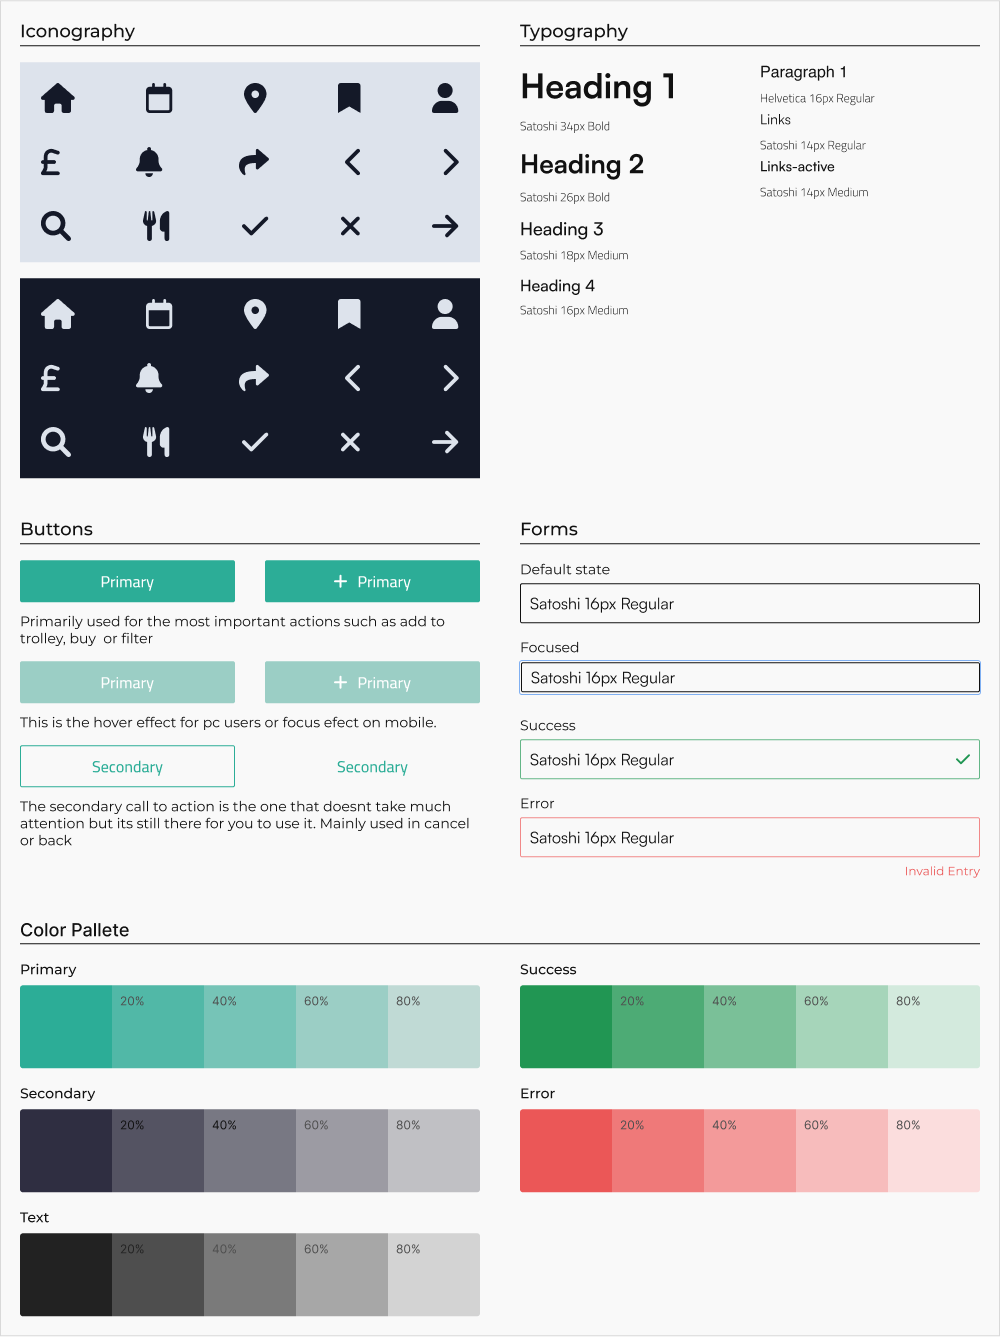 Iconography
Typography
Heading 1
Satoshi 34px Bold
Heading 2
Satoshi 26px Bold
Heading 3
Satoshi 18px Medium
Heading 4
Satoshi 16px Medium
Paragraph 1
Helvetica 16px Regular
Links
Satoshi 14px Regular
Links-active
Satoshi 14px Medium
Buttons
Primary
+ Primary
Primarily used for the most important actions such as add to
trolley, buy or filter
Primary
+ Primary
This is the hover effect for pc users or focus efect on mobile.
Secondary
Secondary
The secondary call to action is the one that doesnt take much
attention but its still there for you to use it. Mainly used in cancel
or back
Forms
Default state
Satoshi 16px Regular
Focused
Satoshi 16px Regular
Success
Satoshi 16px Regular
Error
Satoshi 16px Regular
Invalid Entry
Color Pallete
Primary
20% 40% 60% 80%
Success
20% 40% 60% 80%
Secondary
20% 40% 60% 80%
Error
20% 40% 60% 80%
Text
20% 40% 60% 80%